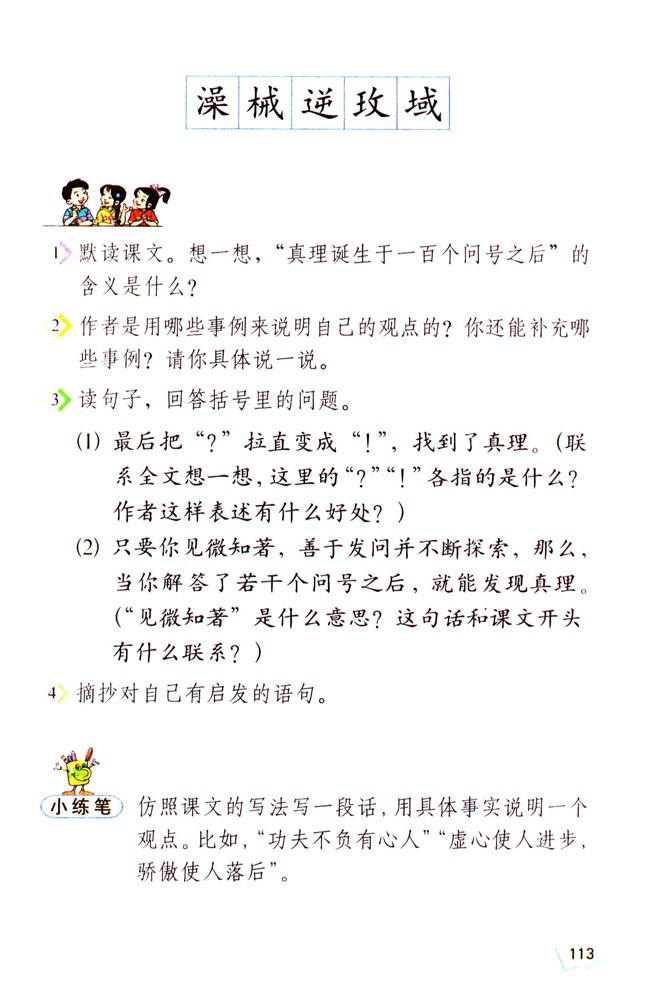 澡械逆玫域
1 默读课文。想一想，“真理诞生于一百个问号之后”的
含义是什么？
2 作者是用哪些事例来说明自己的观点的？你还能补充哪
些事例？请你具体说一说。
3 读句子，回答括号里的问题。
(1) 最后把“？”拉直变成“！”，找到了真理。（联
系全文想一想，这里的“？”“！”各指的是什么？
作者这样表述有什么好处？）
(2) 只要你见微知著，善于发问并不断探索，那么，
当你解答了若干个问号之后，就能发现真理。
（“见微知著”是什么意思？这句话和课文开头
有什么联系？）
4 摘抄对自己有启发的语句。
小练笔 仿照课文的写法写一段话，用具体事实说明一个
观点。比如，“功夫不负有心人”“虚心使人进步，
骄傲使人落后”。
113